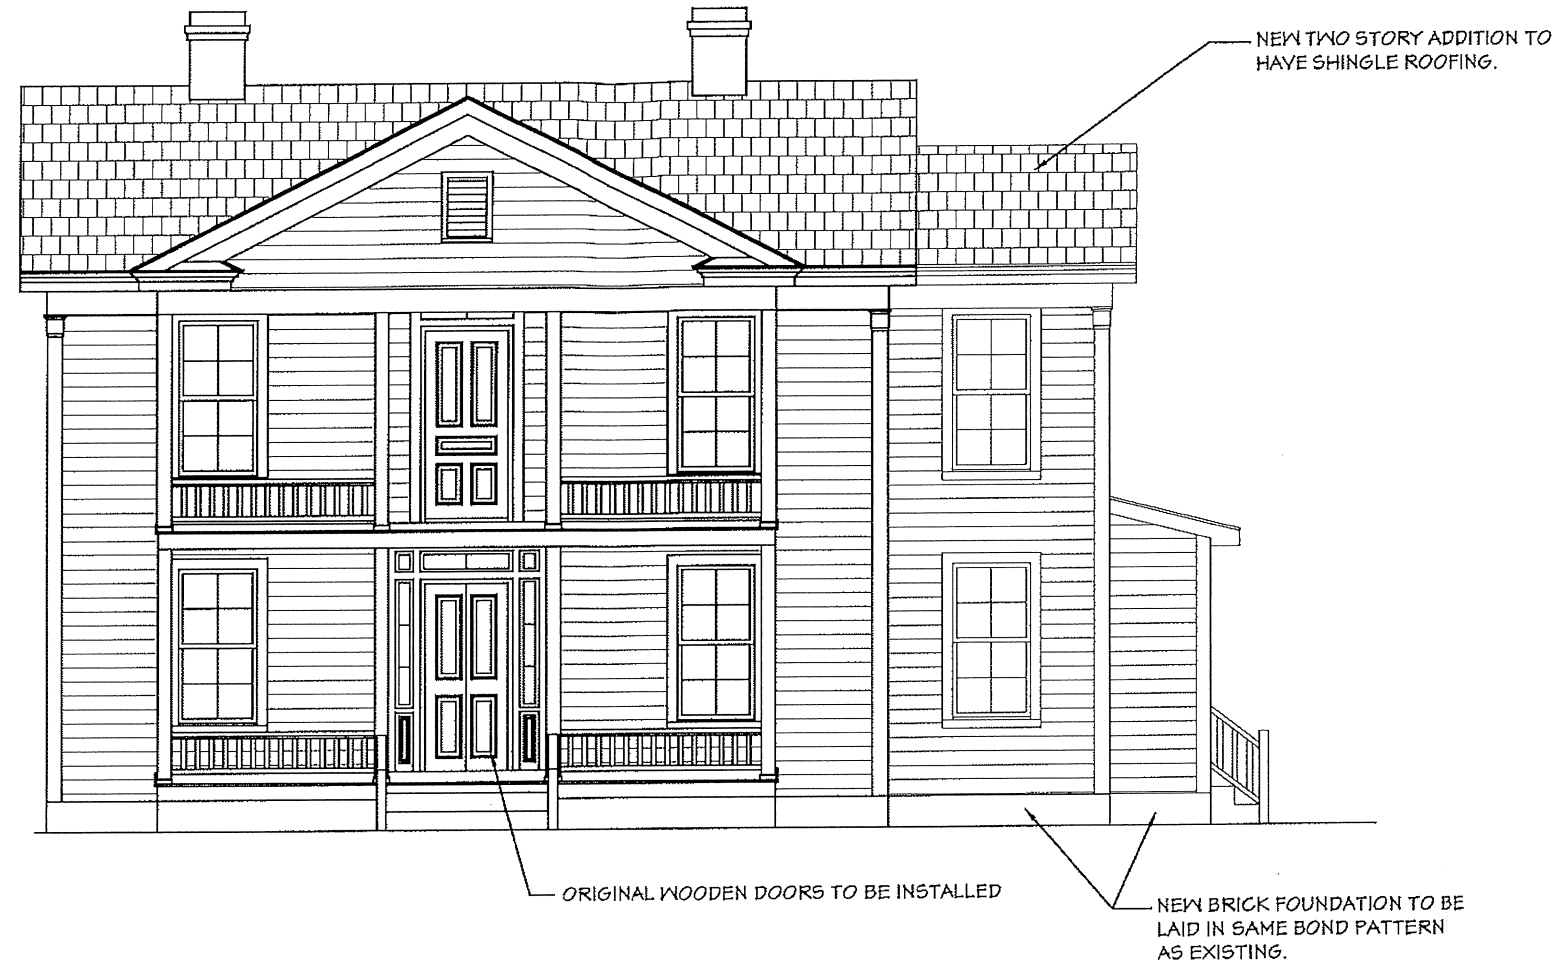 NEW TWO STORY ADDITION TO
HAVE SHINGLE ROOFING.
ORIGINAL WOODEN DOORS TO BE INSTALLED
NEW BRICK FOUNDATION TO BE
LAID IN SAME BOND PATTERN
AS EXISTING.